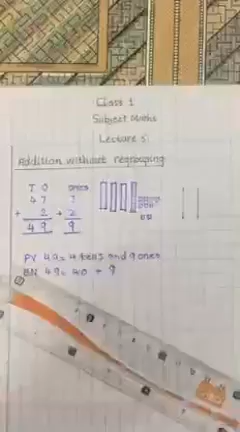 Class 1
Subject Maths
Lecture 5
Addition without regrouping
T O ones
4 7 7
+ 2 + 2
4 9 9
PV 49= 4 tens and 9 ones
EN 49= 40 + 9